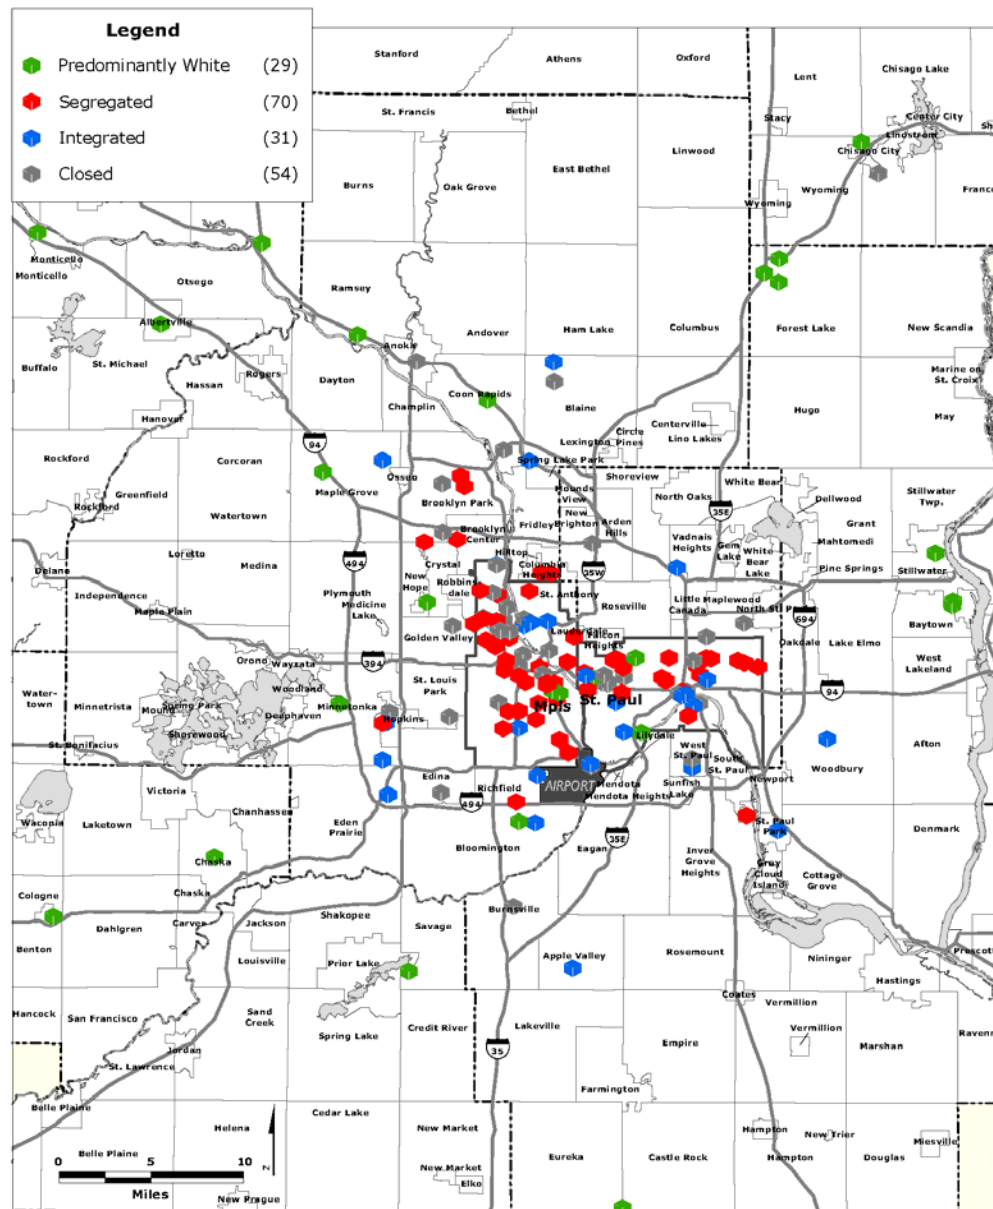 Legend
Predominantly White (29)
Segregated (70)
Integrated (31)
Closed (54)
Stanford
Athens
Oxford
Lent
Chisago Lake
St. Francis
Bethel
Stacy
Center City
Lindstrom
Chisago City
Linwood
East Bethel
Burns
Oak Grove
Wyoming
Wyoming
Monticello
Monticello
Otsego
Ramsey
Albertville
Andover
Ham Lake
Columbus
Forest Lake
New Scandia
Anoka
Buffalo
St. Michael
Rogers
Hassan
Dayton
Marine on
St. Croix
Champlin
Coon Rapids
Blaine
Hugo
May
Hanover
Centerville
Lino Lakes
Circle
Pines
Lexington
94
Rockford
Corcoran
Osseo
Spring Lake Park
Shoreview
White Bear
Maple Grove
Brooklyn Park
Mounds
View
North Oaks
Dellwood
Stillwater
Twp.
Greenfield
Rockford
Watertown
New
Brighton
Arden
Hills
35E
Grant
Fridley
Brooklyn
Center
Vadnais
Heights
Gem
Lake
White
Bear
Lake
Mahtomedi
Pine Springs
Stillwater
Loretto
Medina
494
Crystal
Hilltop
Columbia
Heights
35W
Delano
Independence
New
Hope
Robbins
dale
St. Anthony
Maple Plain
Plymouth
Medicine
Lake
Roseville
Little
Canada
Maplewood
North St. P
694
Baytown
Golden Valley
Lauderdale
Falcon
Heights
Oakdale
Lake Elmo
Orono
Wayzata
394
West
Lakeland
Woodland
St. Louis
Park
94
Water-
town
Minnetrista
Mound
Spring Park
Deephaven
Minnetonka
Hopkins
Mpls
St. Paul
Shorewood
Lilydale
Afton
St. Bonifacius
West
St. Paul
South
St. Paul
Woodbury
Edina
Richfield
AIRPORT
Mendota
Mendota Heights
Sunfish
Lake
Newport
Victoria
494
Chanhassen
Waconia
Laketown
Eden
Prairie
St. Paul
Park
Denmark
Bloomington
Eagan
35E
Inver
Grove
Heights
Chaska
Grey
Cloud
Island
Cottage
Grove
Cologne
Chaska
Burnsville
Dahlgren
Carver
Jackson
Shakopee
Savage
Benton
Louisville
Prior Lake
Apple Valley
Rosemount
Nininger
Prescott
Hastings
Hancock
San Francisco
Sand
Creek
Spring Lake
Credit River
Lakeville
Coates
Vermillion
Vermillion
Ravenn
35
Empire
Marshan
Jordan
St. Lawrence
Farmington
Belle Plaine
Helena
Cedar Lake
New Market
Hampton
New Trier
Miesville
Belle Plaine
Eureka
Castle Rock
Hampton
Douglas
0 5 10
Miles
N
New Market
Elko
New Prague